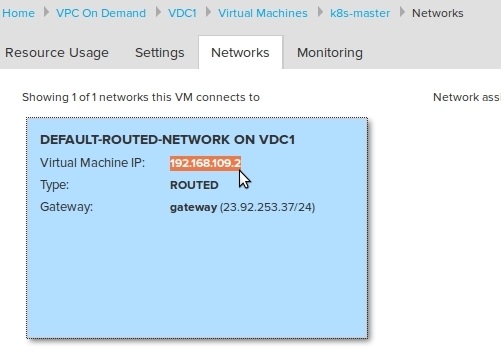 Home VPC On Demand VDC1 Virtual Machines k8s-master Networks
Resource Usage Settings Networks Monitoring
Showing 1 of 1 networks this VM connects to Network assi
DEFAULT-ROUTED-NETWORK ON VDC1
Virtual Machine IP: 192.168.109.2
Type: ROUTED
Gateway: gateway (23.92.253.37/24)